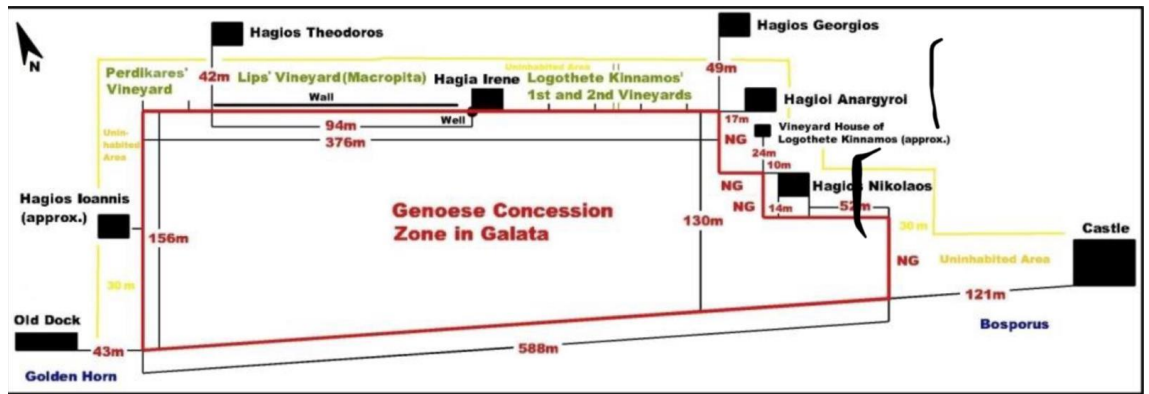 N
Hagios Theodoros
Hagios Georgios
Perdikares'
Vineyard
42m
Lips' Vineyard (Macropita)
Hagia Irene
Uninhabited Area
Logothete Kinnamos'
1st and 2nd Vineyards
49m
Hagioi Anargyroi
Wall
Well
94m
376m
17m
NG
Vineyard House of
Logothete Kinnamos (approx.)
Unin-
habited
Area
24m
10m
NG
Hagios Nikolaos
Hagios Ioannis
(approx.)
156m
Genoese Concession
Zone in Galata
130m
NG
14m
52m
30 m
Castle
NG
Uninhabited Area
30 m
121m
Old Dock
43m
Bosporus
588m
Golden Horn